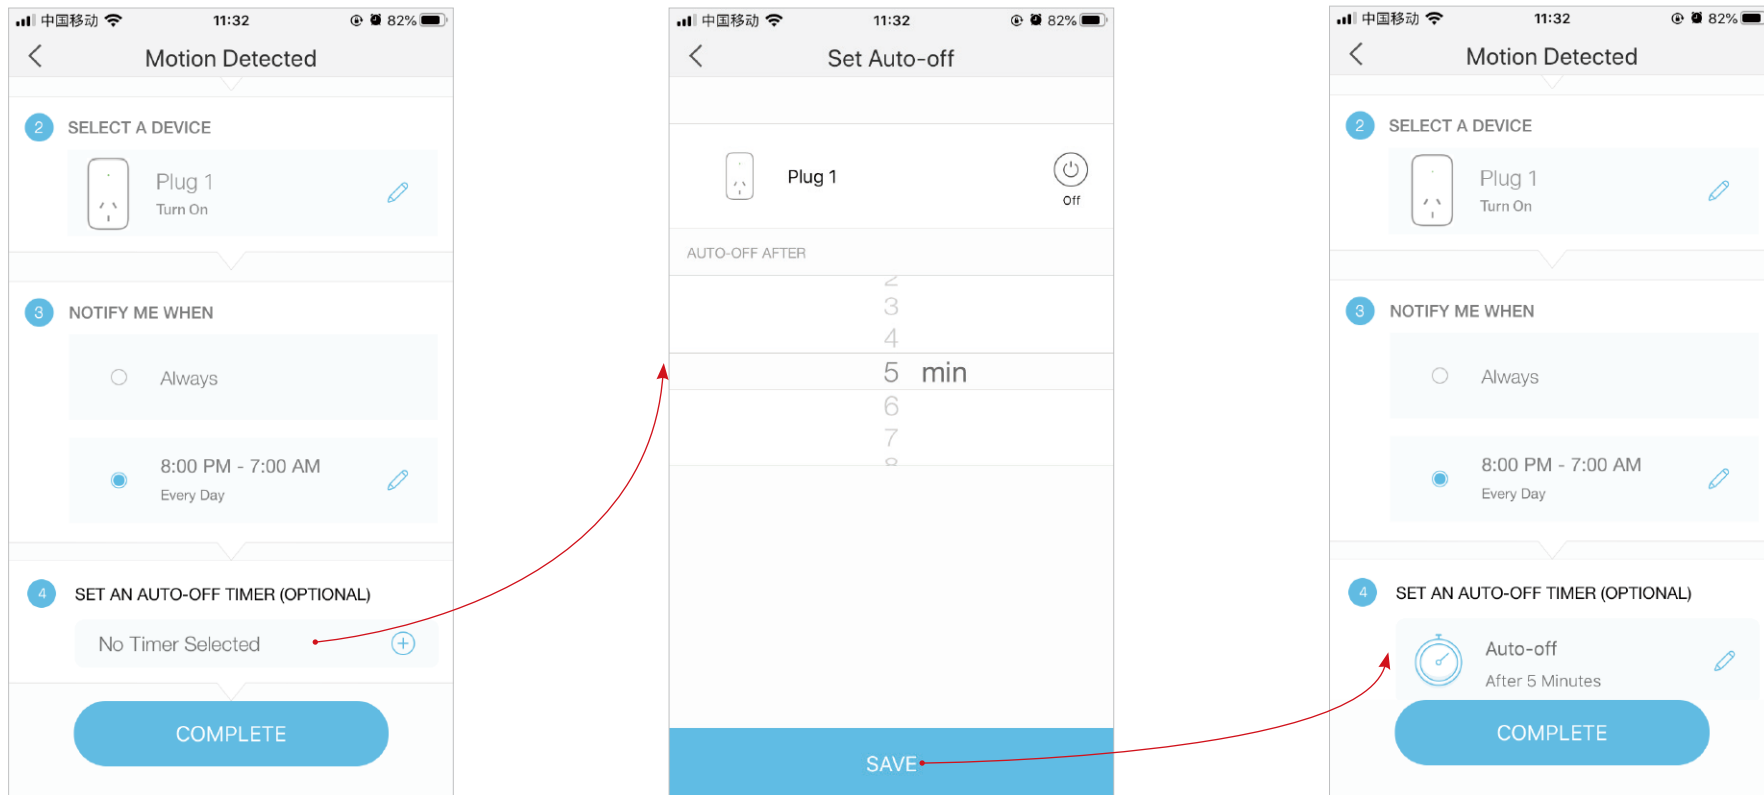 中国移动 11:32 82%
Motion Detected
2 SELECT A DEVICE
Plug 1
Turn On
3 NOTIFY ME WHEN
Always
8:00 PM - 7:00 AM
Every Day
4 SET AN AUTO-OFF TIMER (OPTIONAL)
No Timer Selected
COMPLETE
中国移动 11:32 82%
Set Auto-off
Plug 1
Off
AUTO-OFF AFTER
2
3
4
5 min
6
7
8
SAVE
中国移动 11:32 82%
Motion Detected
2 SELECT A DEVICE
Plug 1
Turn On
3 NOTIFY ME WHEN
Always
8:00 PM - 7:00 AM
Every Day
4 SET AN AUTO-OFF TIMER (OPTIONAL)
Auto-off
After 5 Minutes
COMPLETE